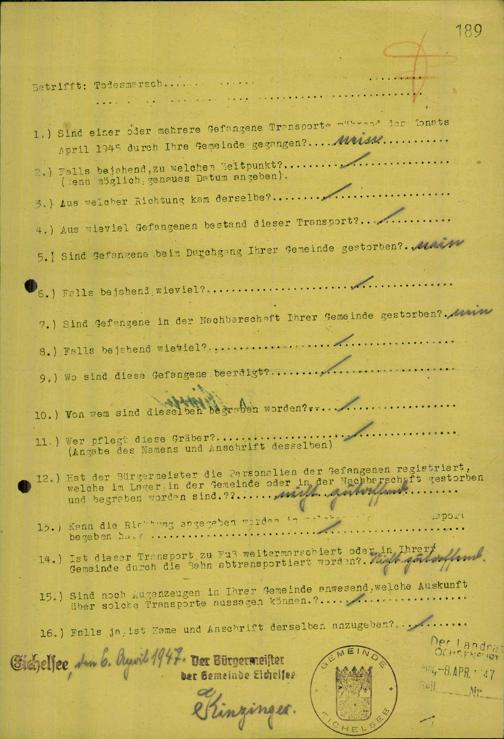 189
Betrifft: Todesmarsch
1.) Sind einer oder mehrere Gefangene Transporte während des Monats
April 1945 durch Ihre Gemeinde gegangen?
2.) Falls bejahend, zu welchem Zeitpunkt? /
(Wenn möglich, genaues Datum angeben).
3.) Aus welcher Richtung kam derselbe? /
4.) Aus wieviel Gefangenen bestand dieser Transport? /
5.) Sind Gefangene beim Durchgang Ihrer Gemeinde gestorben? nein
6.) Falls bejahend, wieviel? /
7.) Sind Gefangene in der Nachbarschaft Ihrer Gemeinde gestorben? nein
8.) Falls bejahend wieviel? /
9.) Wo sind diese Gefangene beerdigt? /
10.) Von wem sind dieselben begraben worden? /
11.) Wer pflegt diese Gräber? /
(Angabe des Namens und Anschrift desselben)
12.) Hat der Bürgermeister die Personalien der Gefangenen registriert,
welche im Lager in der Gemeinde oder in der Nachbarschaft gestorben
und begraben worden sind.?? nicht zutreffend
13.) Kann die Richtung angegeben werden in
/
14.) Ist dieser Transport zu Fuß weitermarschiert oder in Ihrer
Gemeinde durch die Bahn abtransportiert worden? Nicht zutreffend.
15.) Sind noch Augenzeugen in Ihrer Gemeinde anwesend, welche Auskunft
über solche Transporte aussagen können.? /
16.) Falls ja, ist Name und Anschrift derselben anzugeben? /
Eichelsee, den 6. April 1947. Der Bürgermeister
der Gemeinde Eichelsee
Kinzinger.
GEMEINDE EICHELSEE
Der Landrat
OCHSENFURT
-8. APR. 1947
Nr.